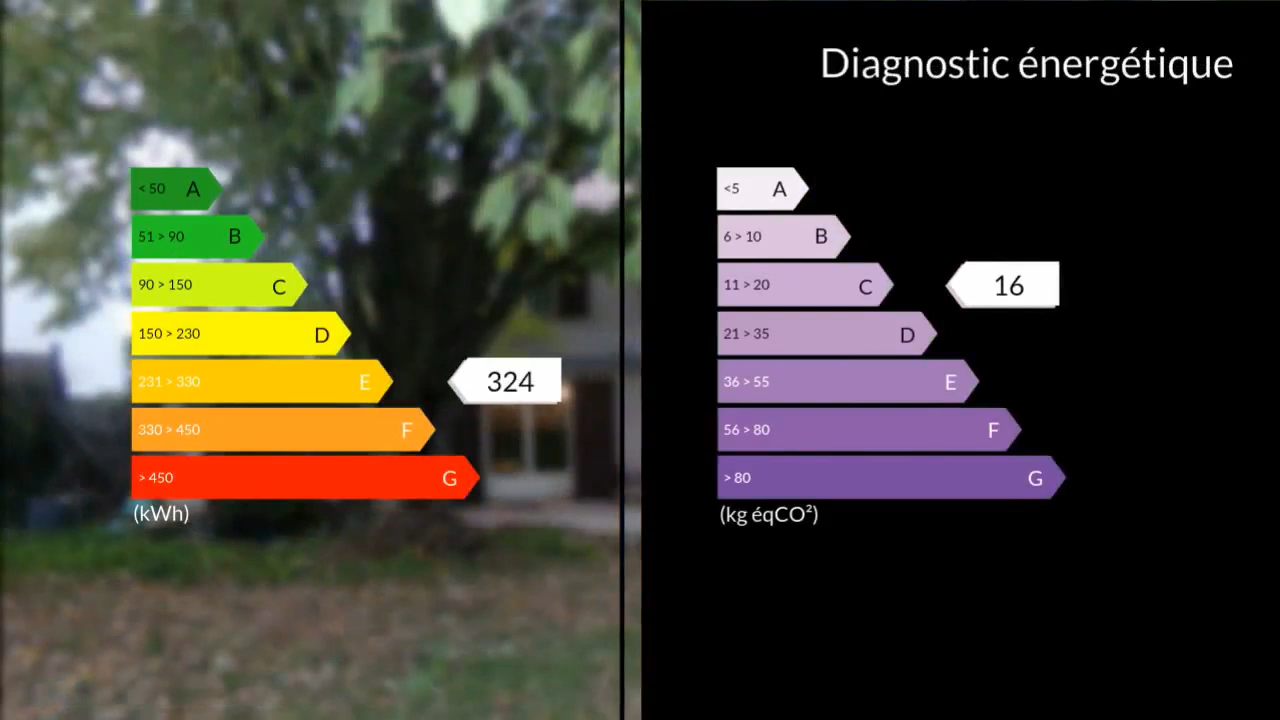 Diagnostic énergétique
< 50 A
51 > 90 B
90 > 150 C
150 > 230 D
231 > 330 E
324
330 > 450 F
> 450 G
(kWh)
<5 A
6 > 10 B
11 > 20 C
16
21 > 35 D
36 > 55 E
56 > 80 F
> 80 G
(kg éqCO²)